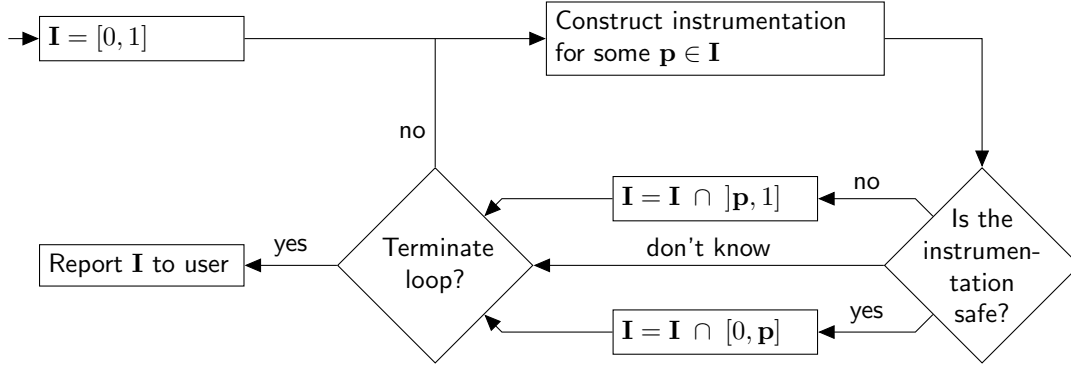 I = [0, 1]
Construct instrumentation
for some p ∈ I
no
I = I ∩ ]p, 1]
no
Is the
instrumen-
tation
safe?
Report I to user
yes
Terminate
loop?
don't know
I = I ∩ [0, p]
yes